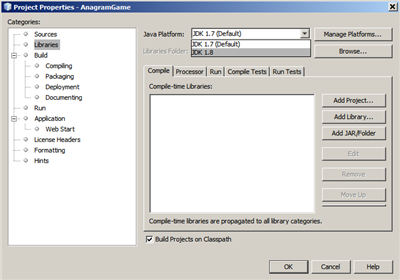 Project Properties - AnagramGame
Categories:
Sources
Libraries
Build
Compiling
Packaging
Deployment
Documenting
Run
Application
Web Start
License Headers
Formatting
Hints
Java Platform: JDK 1.7 (Default) Manage Platforms...
JDK 1.7 (Default)
JDK 1.8
Libraries Folder: Browse...
Compile Processor Run Compile Tests Run Tests
Compile-time Libraries:
Add Project...
Add Library...
Add JAR/Folder
Edit
Remove
Move Up
Compile-time libraries are propagated to all library categories.
Build Projects on Classpath
OK Cancel Help